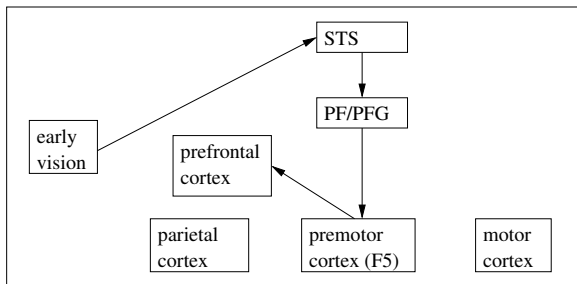 STS
PF/PFG
early
vision
prefrontal
cortex
parietal
cortex
premotor
cortex (F5)
motor
cortex